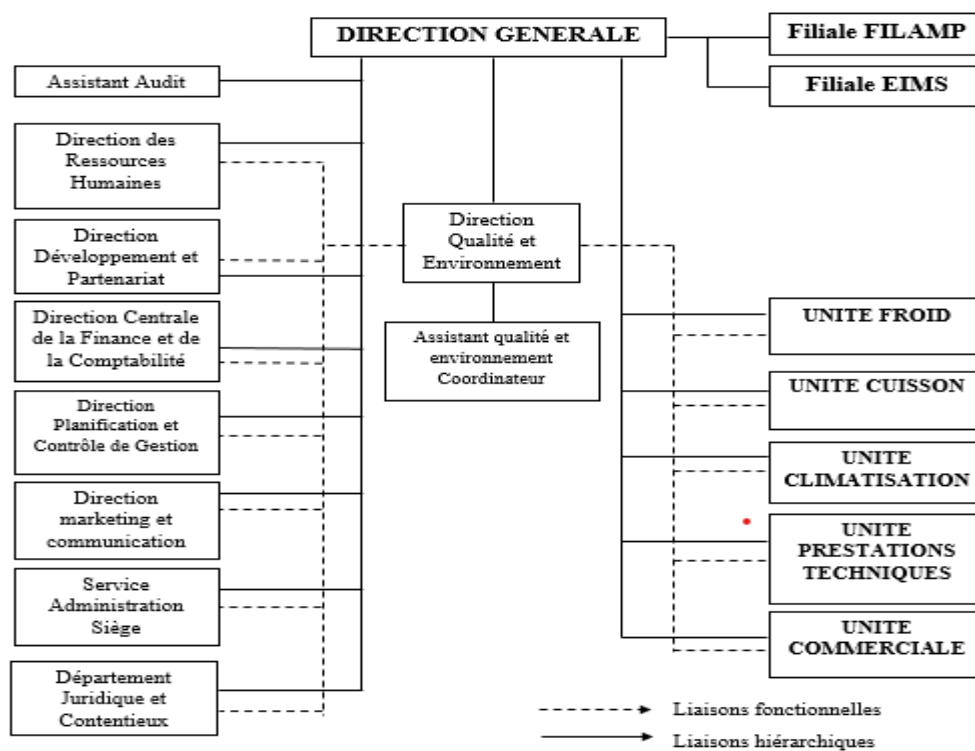 DIRECTION GENERALE
Filiale FILAMP
Filiale EIMS
Assistant Audit
Direction des
Ressources
Humaines
Direction
Développement et
Partenariat
Direction Centrale
de la Finance et de
la Comptabilité
Direction
Planification et
Contrôle de Gestion
Direction
marketing et
communication
Service
Administration
Siège
Département
Juridique et
Contentieux
Direction
Qualité et
Environnement
Assistant qualité et
environnement
Coordinateur
UNITE FROID
UNITE CUISSON
UNITE
CLIMATISATION
UNITE
PRESTATIONS
TECHNIQUES
UNITE
COMMERCIALE
Liaisons fonctionnelles
Liaisons hiérarchiques